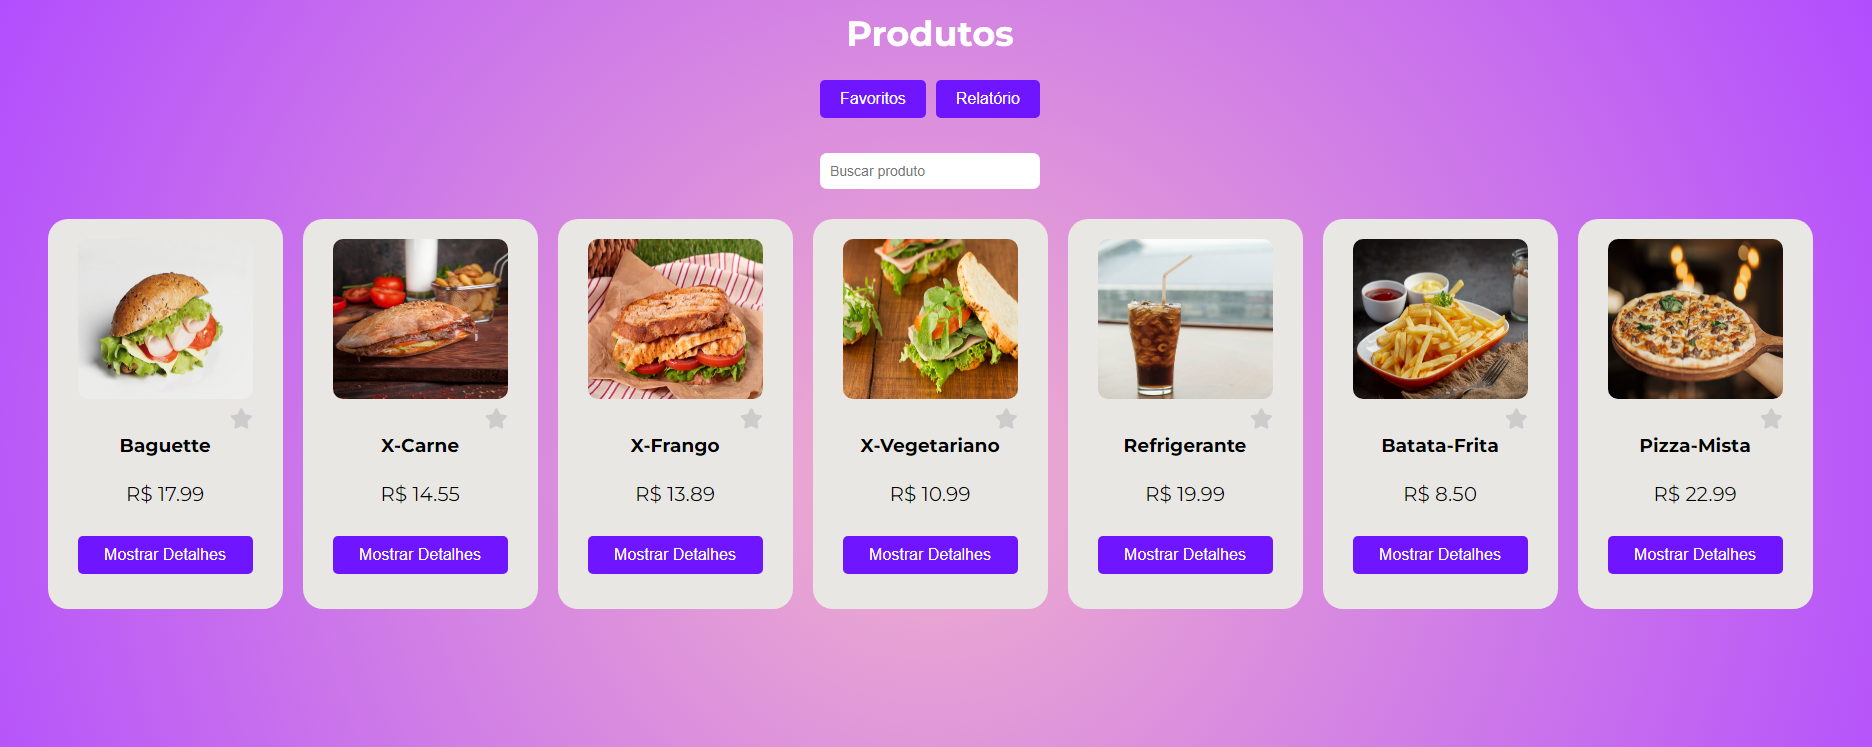 Produtos
Favoritos Relatório
Buscar produto
Baguette X-Carne X-Frango X-Vegetariano Refrigerante Batata-Frita Pizza-Mista
R$ 17.99 R$ 14.55 R$ 13.89 R$ 10.99 R$ 19.99 R$ 8.50 R$ 22.99
Mostrar Detalhes Mostrar Detalhes Mostrar Detalhes Mostrar Detalhes Mostrar Detalhes Mostrar Detalhes Mostrar Detalhes